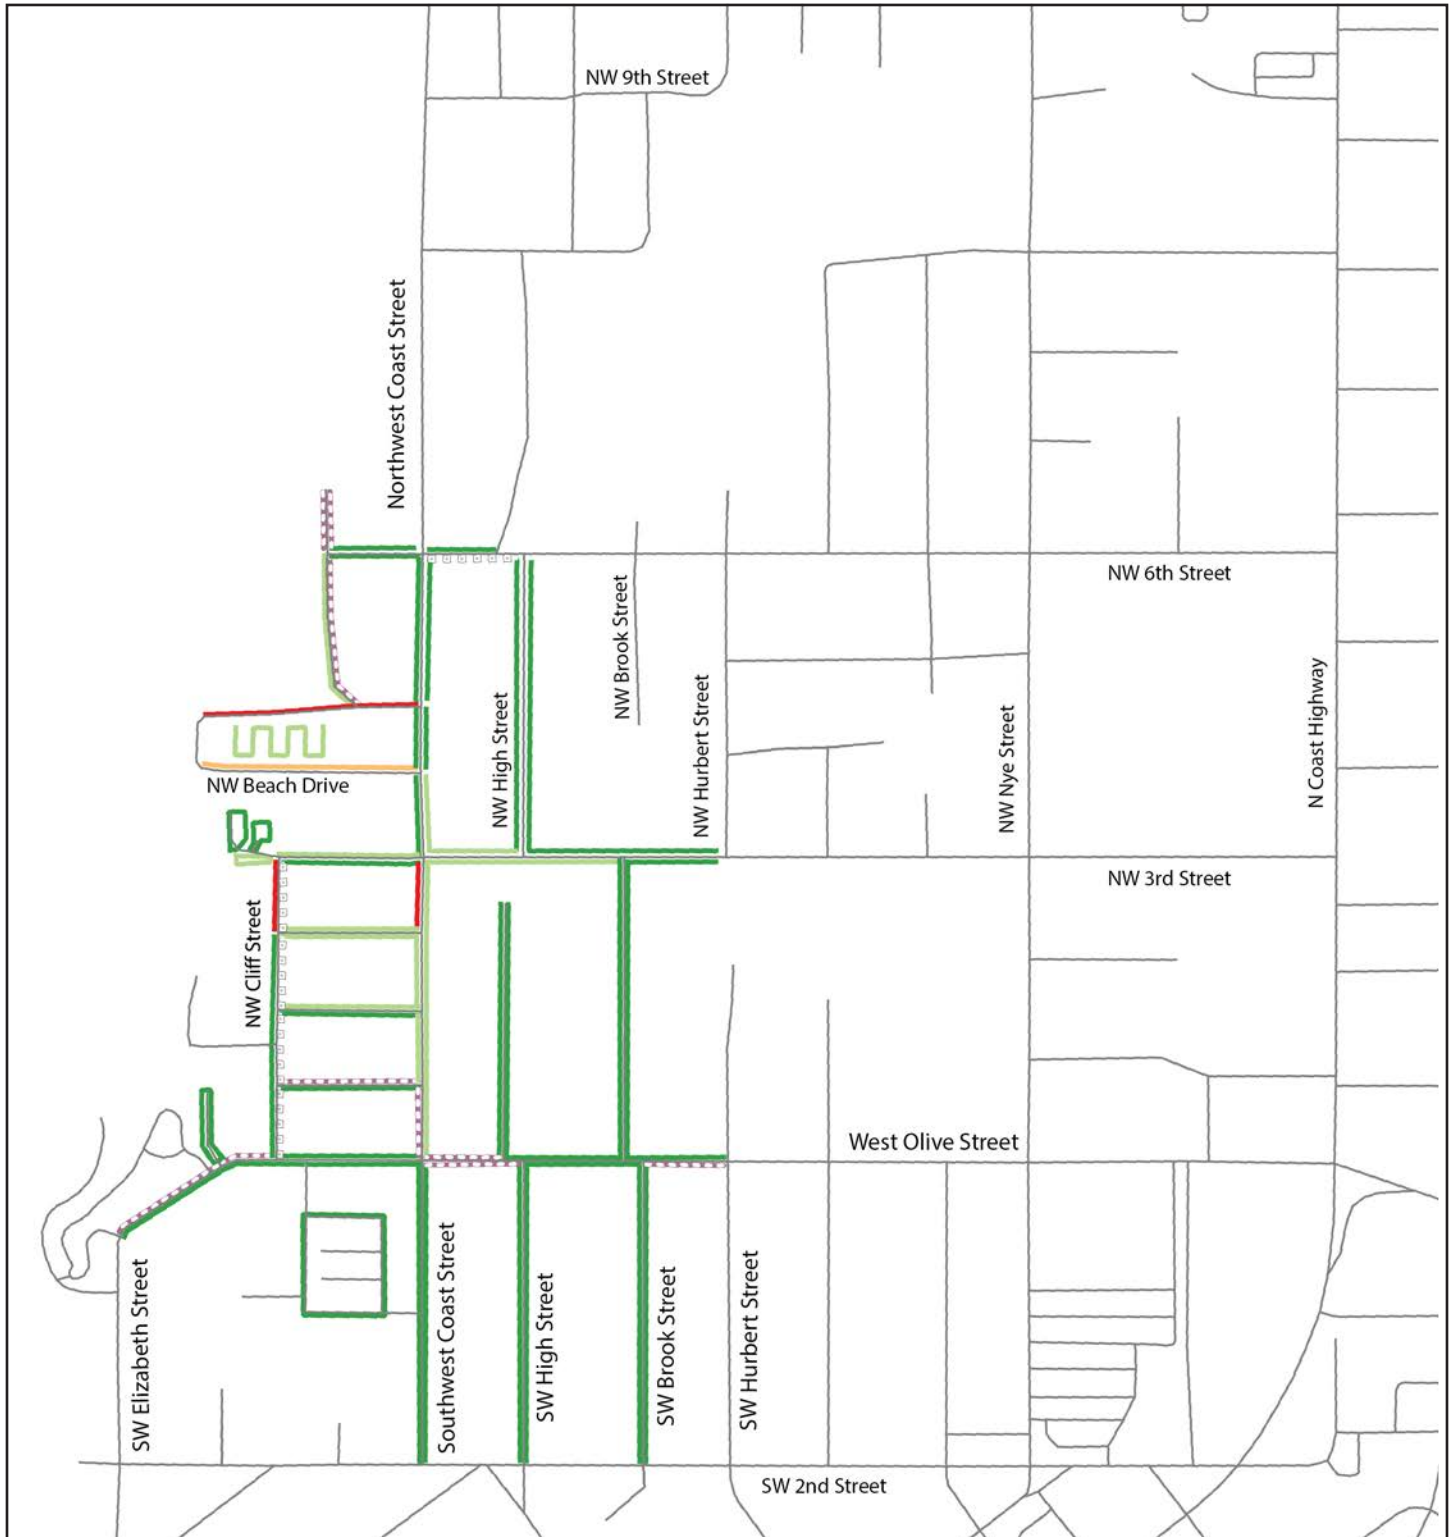 NW 9th Street
Northwest Coast Street
NW 6th Street
NW Brook Street
N Coast Highway
NW Hurbert Street
NW High Street
NW Nye Street
NW Beach Drive
NW 3rd Street
NW Cliff Street
West Olive Street
SW Elizabeth Street
Southwest Coast Street
SW High Street
SW Brook Street
SW Hurbert Street
SW 2nd Street